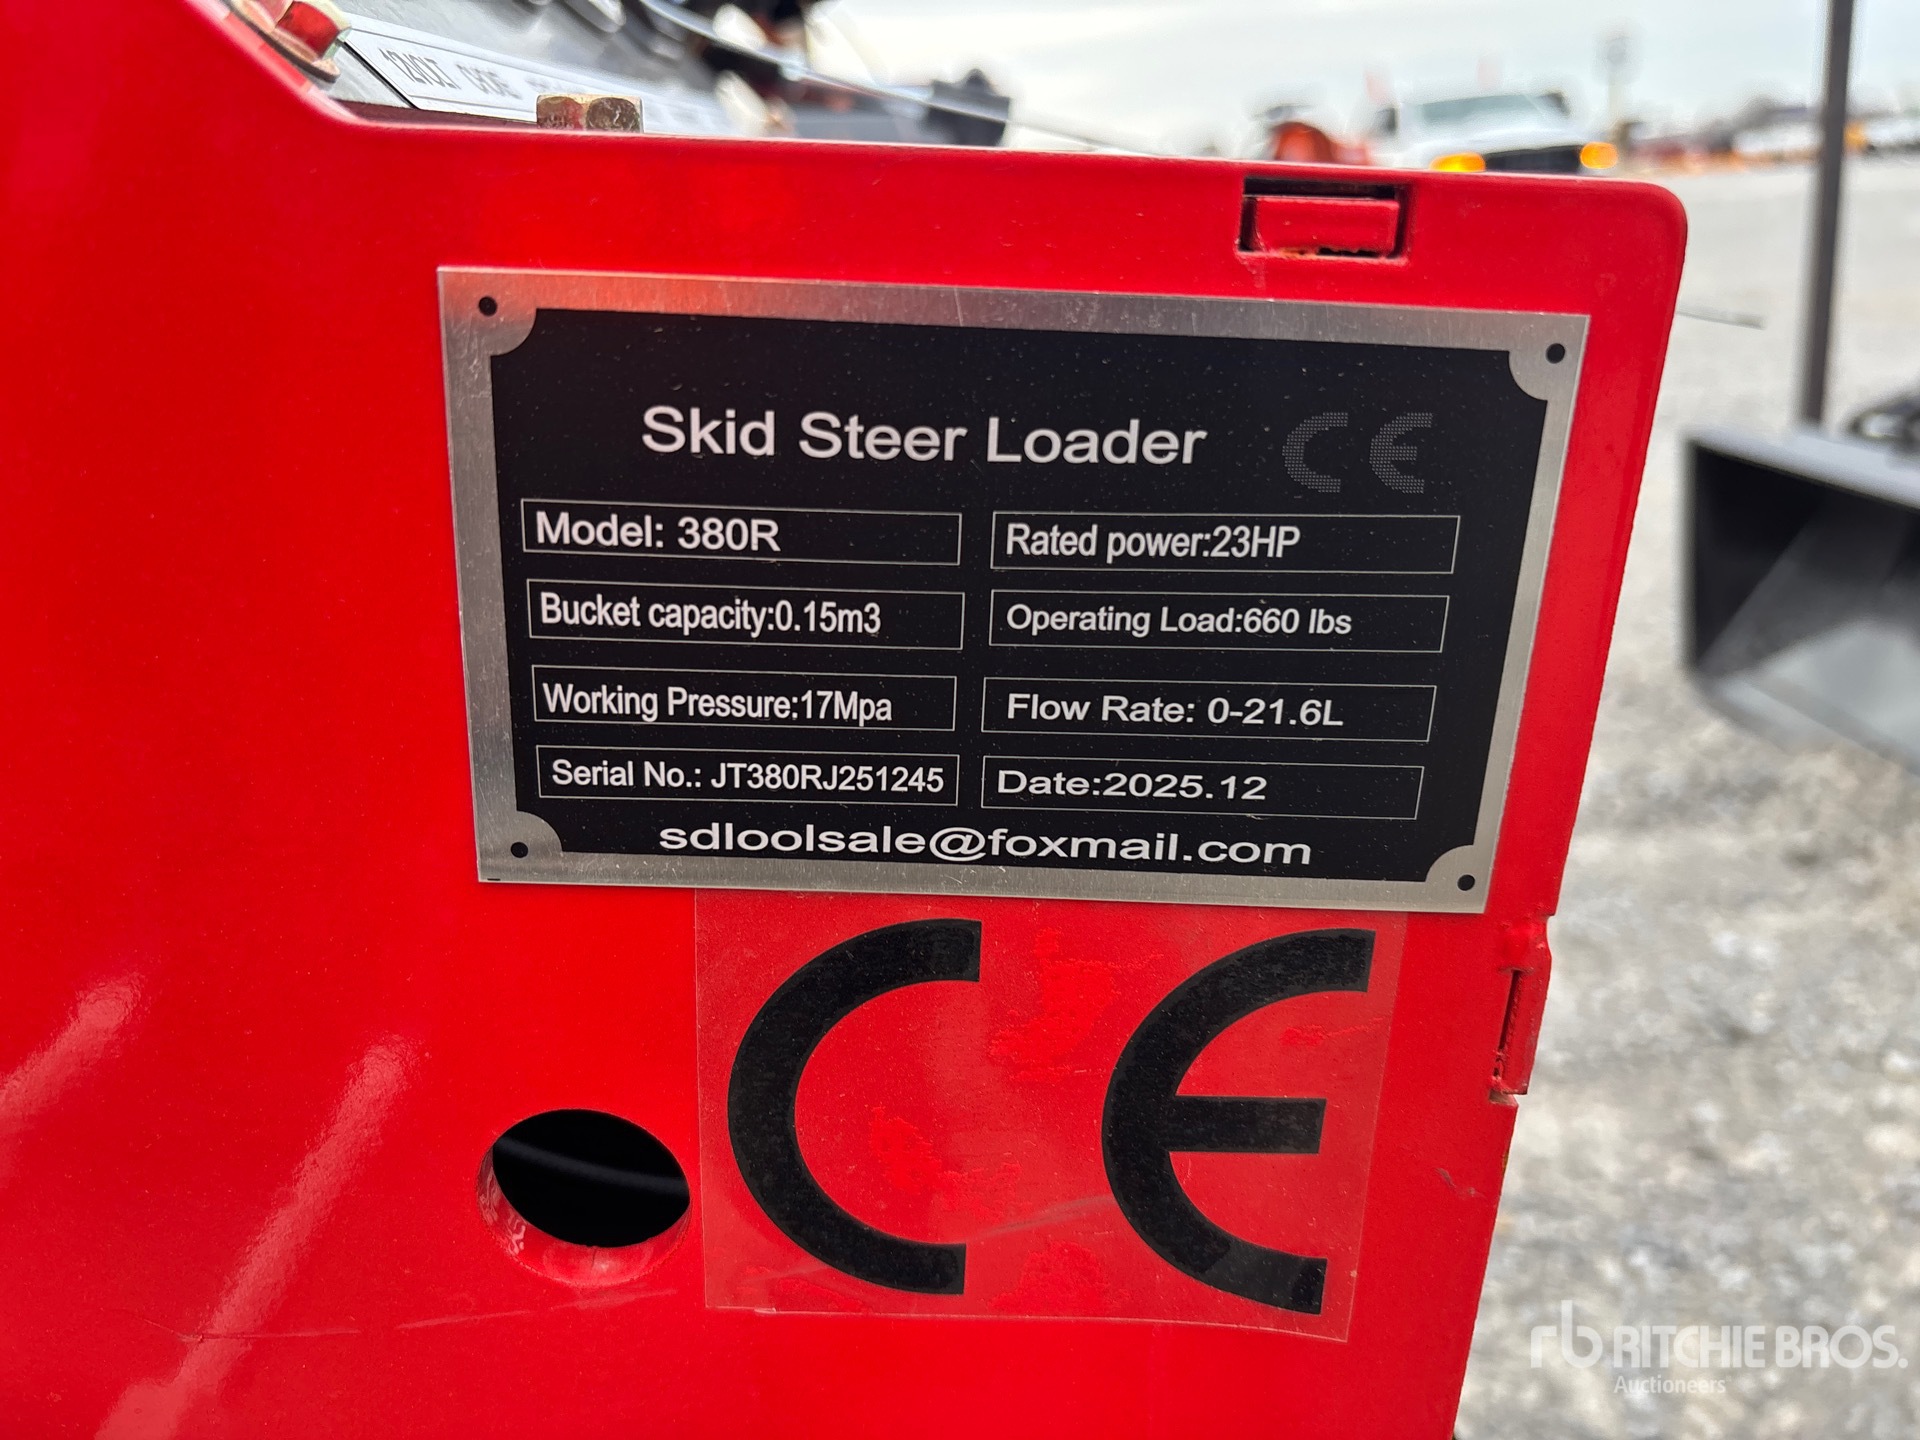 12VOLT
Skid Steer Loader CE
Model: 380R Rated power:23HP
Bucket capacity:0.15m3 Operating Load:660 lbs
Working Pressure:17Mpa Flow Rate: 0-21.6L
Serial No.: JT380RJ251245 Date:2025.12
sdloolsale@foxmail.com
CE
rb RITCHIE BROS.
Auctioneers